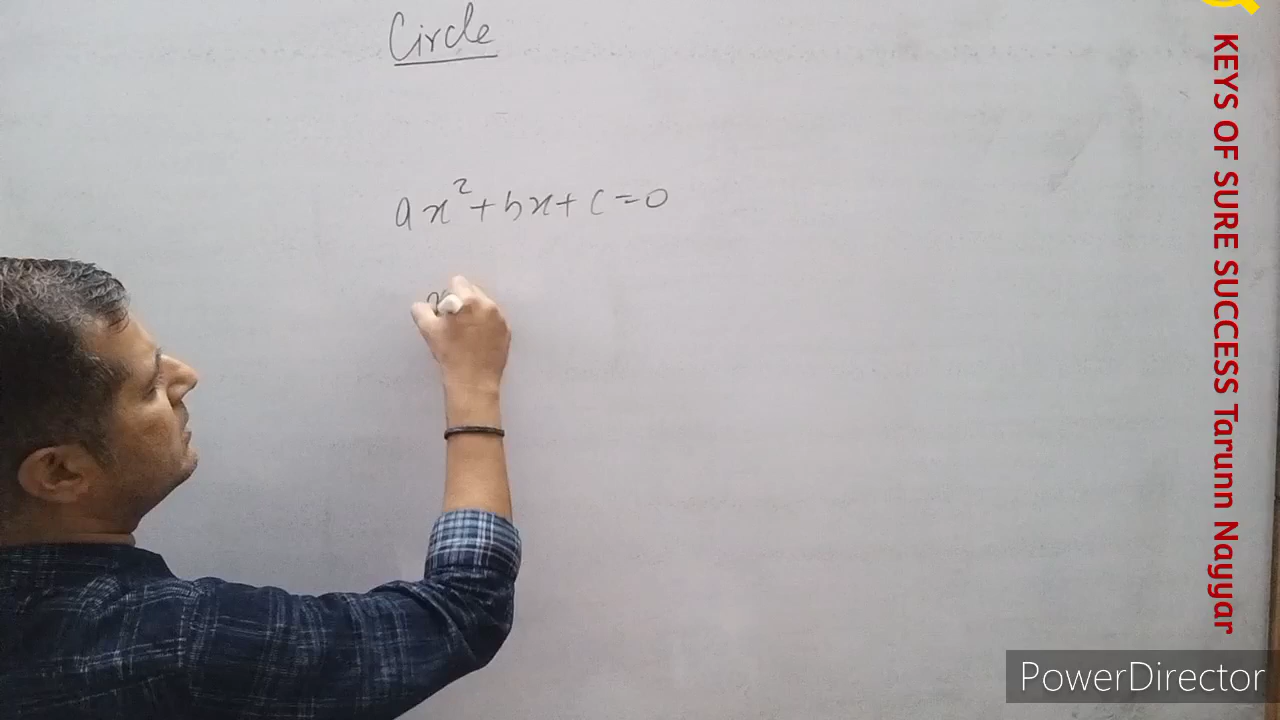 Circle
ax²+bx+c=0
KEYS OF SURE SUCCESS Tarunn Nayyar
PowerDirector